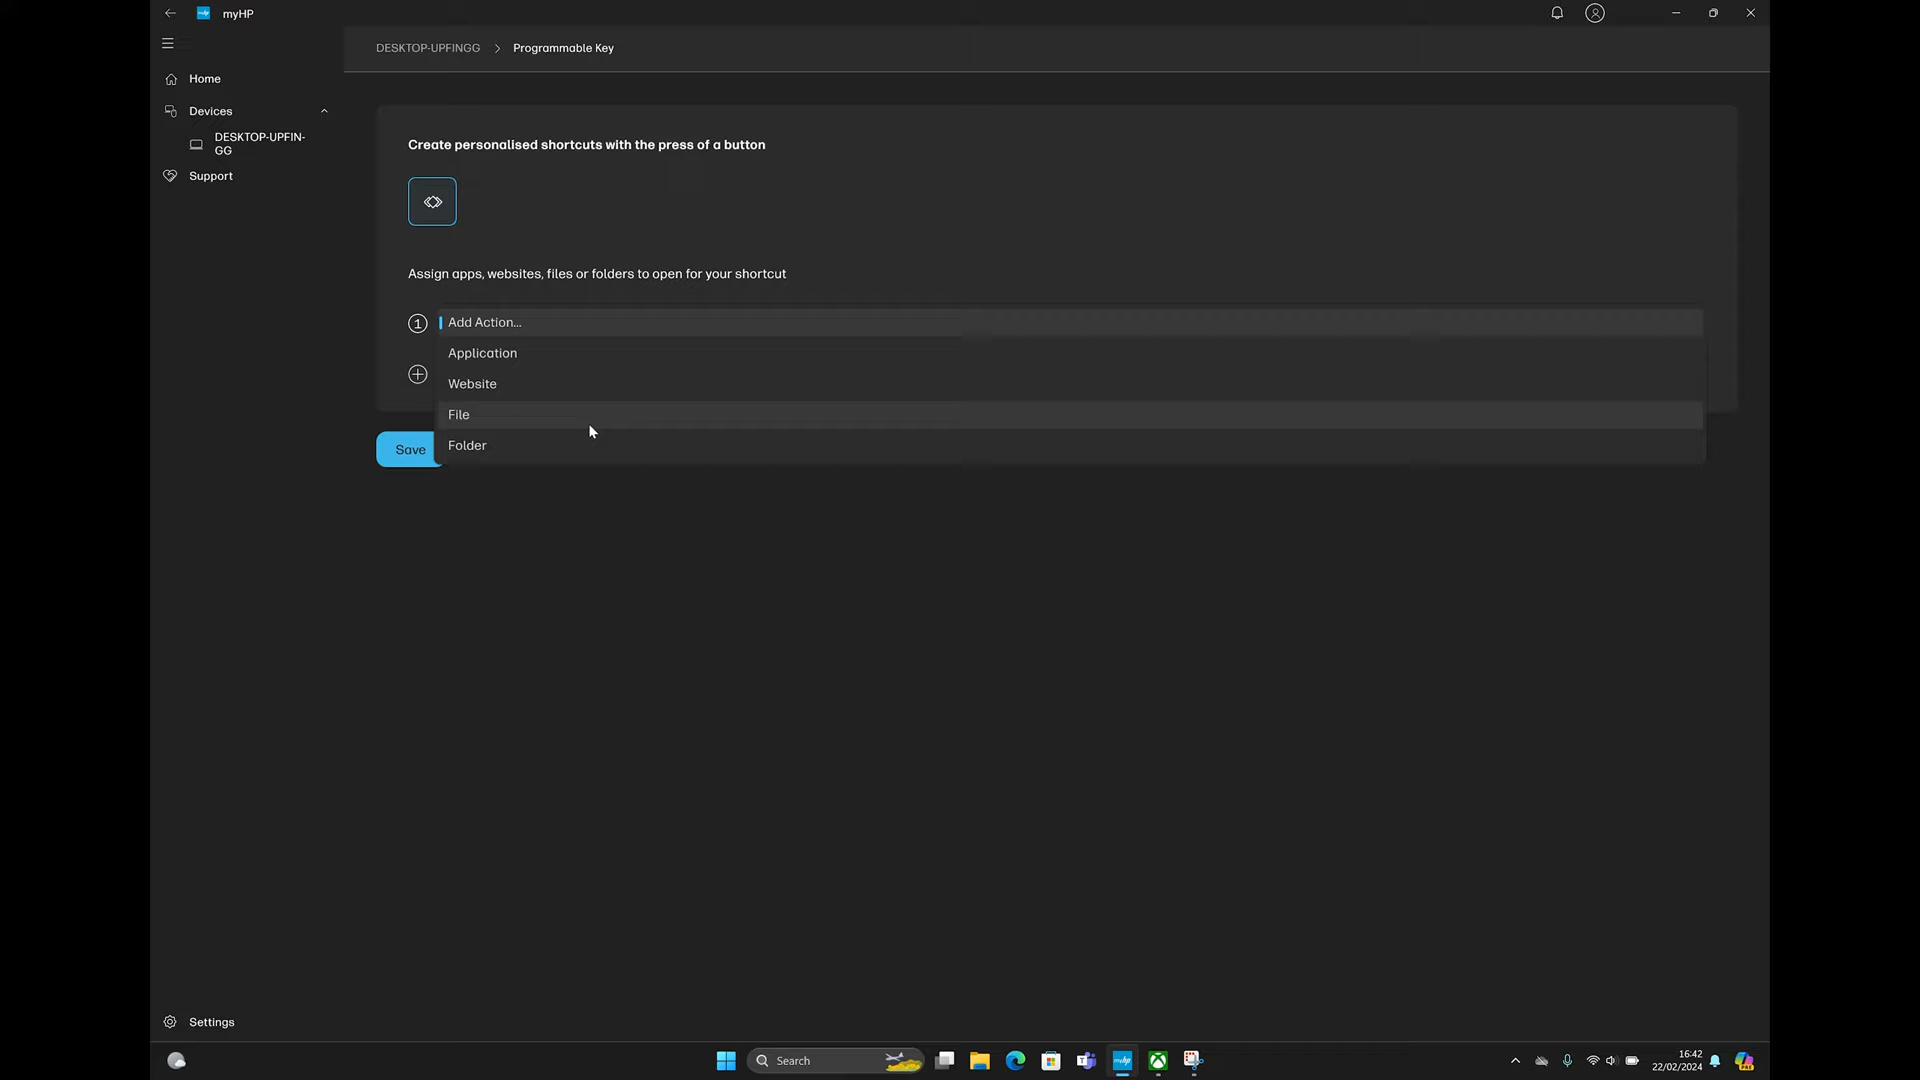 myHP
DESKTOP-UPFINGG > Programmable Key
Home
Devices
DESKTOP-UPFIN-
GG
Support
Create personalised shortcuts with the press of a button
Assign apps, websites, files or folders to open for your shortcut
1 Add Action...
Application
Website
File
Folder
Save
Settings
Search
16:42
22/02/2024